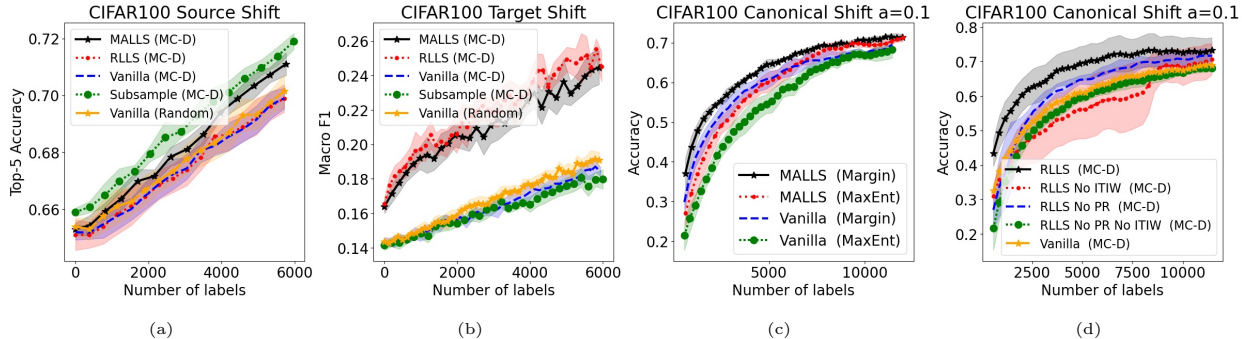 CIFAR100 Source Shift
0.72
0.70
0.68
0.66
Top-5 Accuracy
MALLS (MC-D)
RLLS (MC-D)
Vanilla (MC-D)
Subsample (MC-D)
Vanilla (Random)
0 2000 4000 6000
Number of labels
(a)
CIFAR100 Target Shift
0.26
0.24
0.22
0.20
0.18
0.16
0.14
Macro F1
MALLS (MC-D)
RLLS (MC-D)
Vanilla (MC-D)
Subsample (MC-D)
Vanilla (Random)
0 2000 4000 6000
Number of labels
(b)
CIFAR100 Canonical Shift a=0.1
0.7
0.6
0.5
0.4
0.3
0.2
Accuracy
MALLS (Margin)
MALLS (MaxEnt)
Vanilla (Margin)
Vanilla (MaxEnt)
5000 10000
Number of labels
(c)
CIFAR100 Canonical Shift a=0.1
0.8
0.7
0.6
0.5
0.4
0.3
0.2
Accuracy
RLLS (MC-D)
RLLS No ITIW (MC-D)
RLLS No PR (MC-D)
RLLS No PR No ITIW (MC-D)
Vanilla (MC-D)
2500 5000 7500 10000
Number of labels
(d)